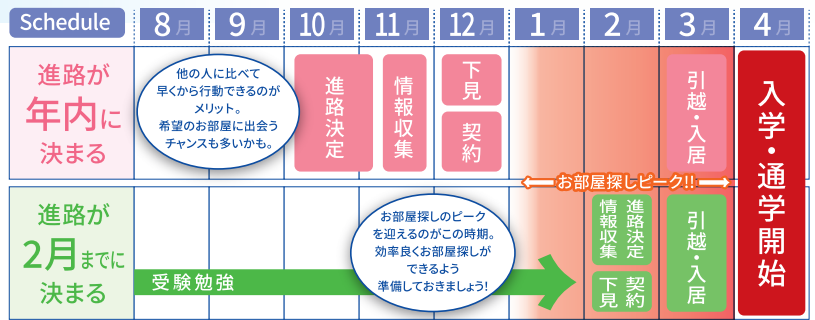 Schedule
8月
9月
10月
11月
12月
1月
2月
3月
4月
進路が
年内に
決まる
他の人に比べて
早くから行動できるのが
メリット。
希望のお部屋に出会う
チャンスも多いかも。
進路決定
情報収集
下見
契約
引越・入居
入学・通学開始
お部屋探しピーク!!
進路が
2月までに
決まる
受験勉強
お部屋探しのピーク
を迎えるのがこの時期。
効率良くお部屋探しが
できるよう
準備しておきましょう!
進路決定
情報収集
契約
下見
引越・入居